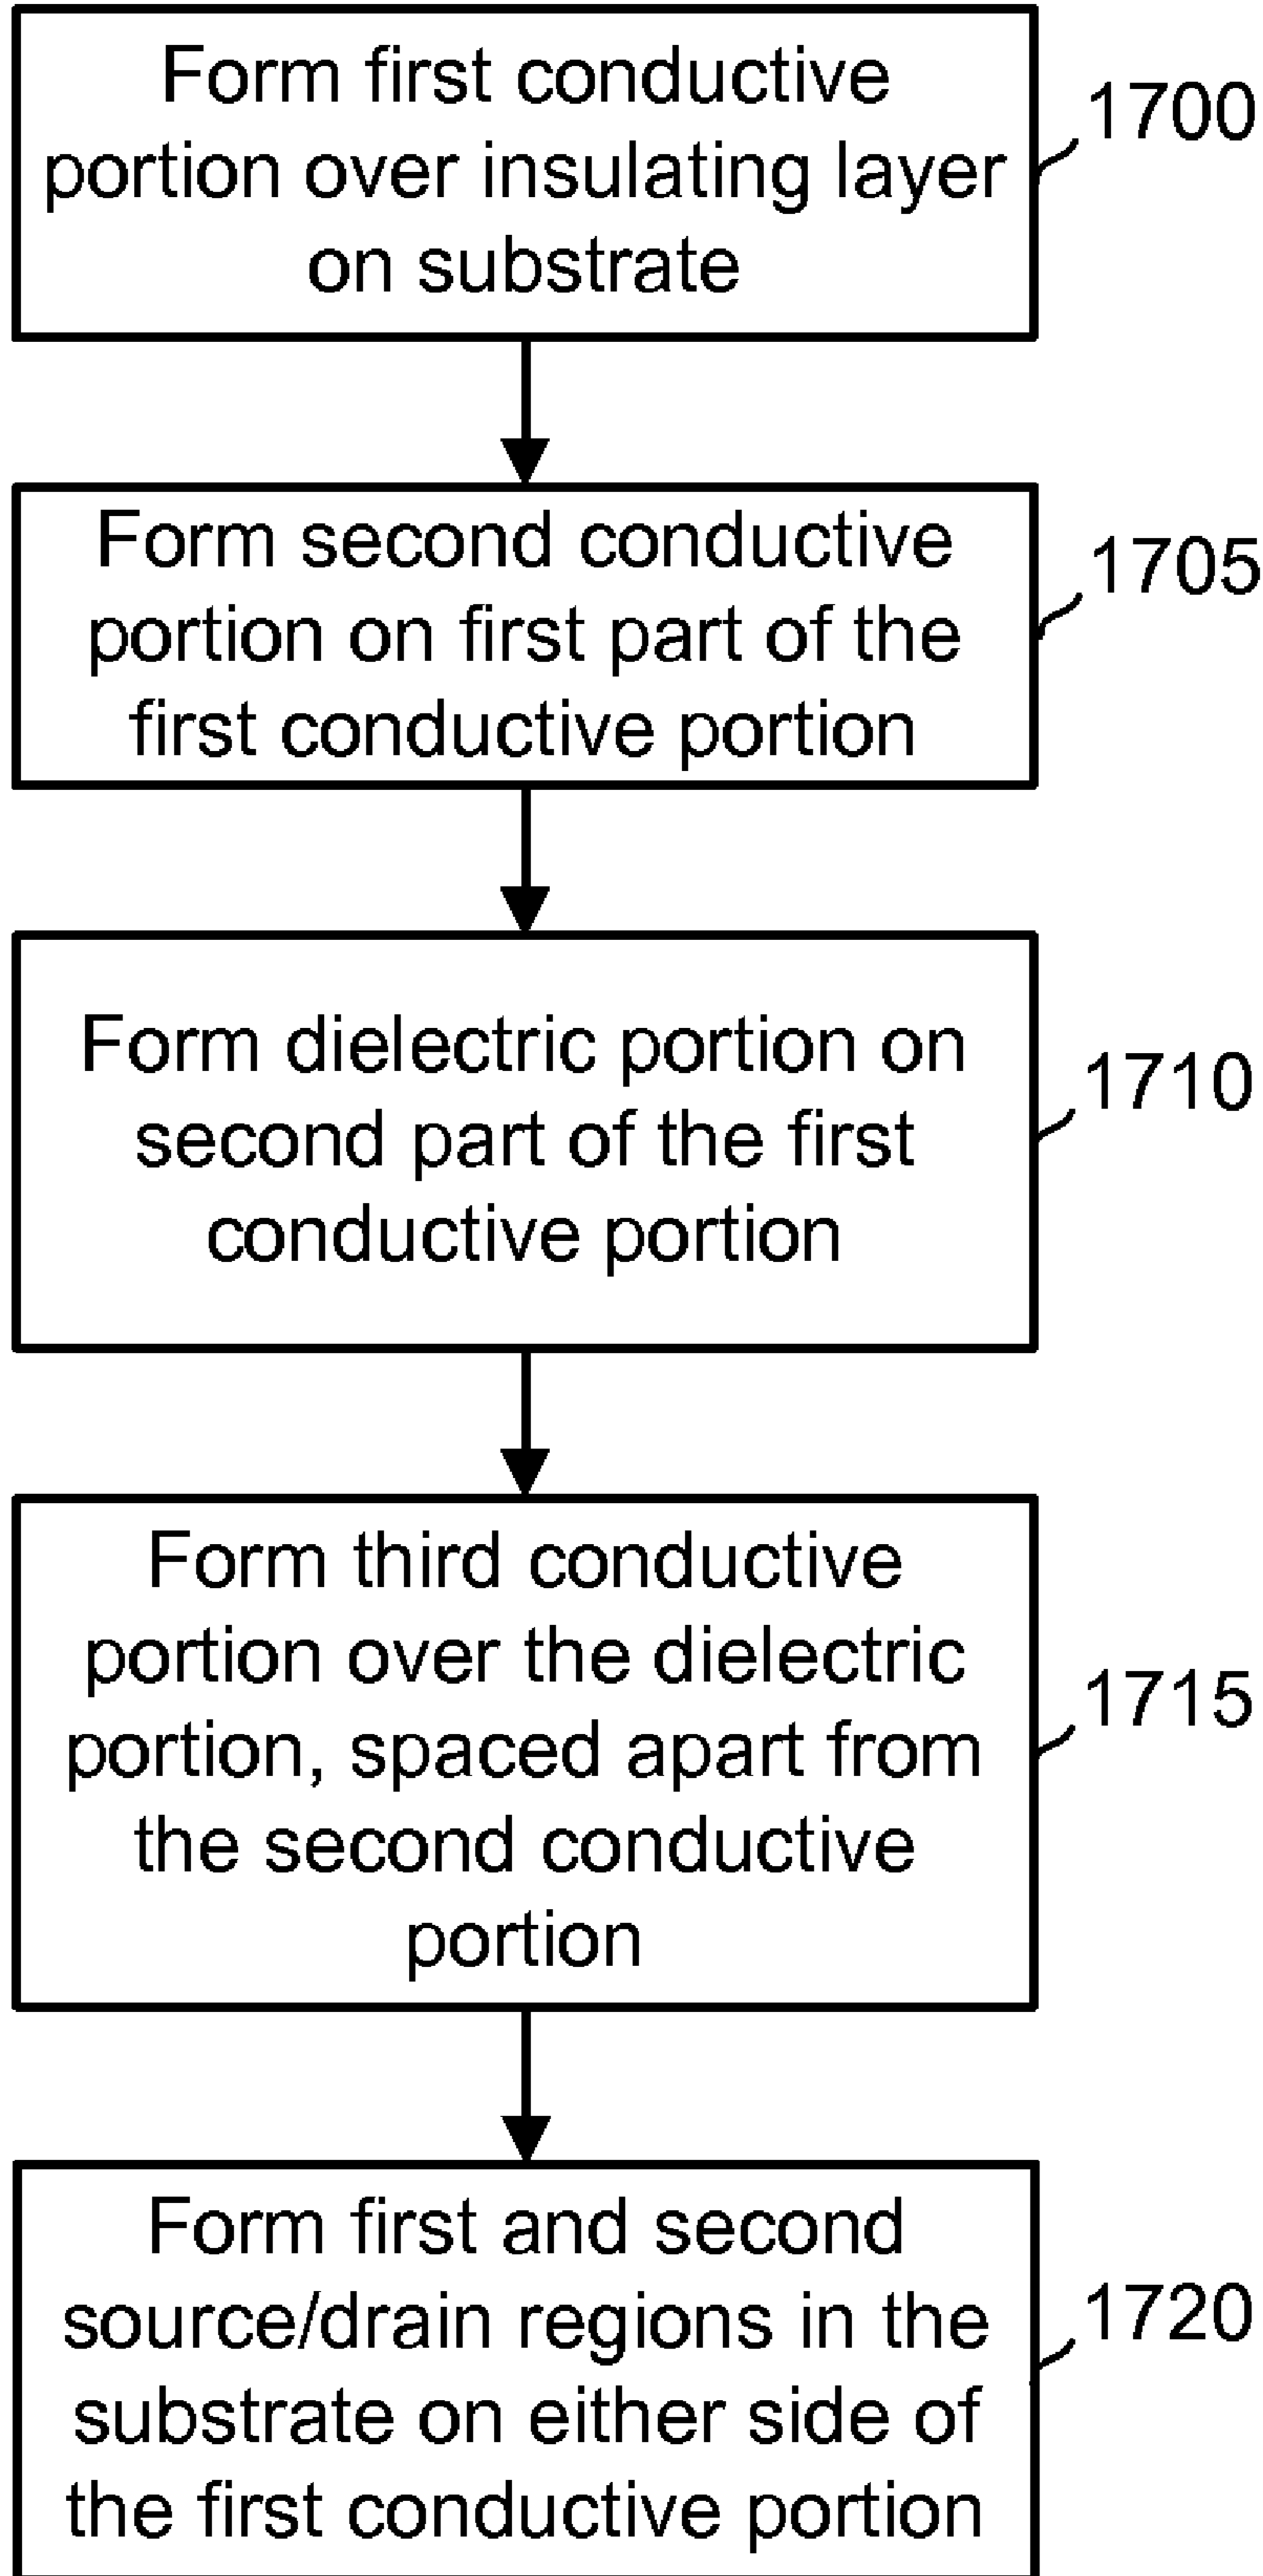 Form first conductive
portion over insulating layer
on substrate
1700
Form second conductive
portion on first part of the
first conductive portion
1705
Form dielectric portion on
second part of the first
conductive portion
1710
Form third conductive
portion over the dielectric
portion, spaced apart from
the second conductive
portion
1715
Form first and second
source/drain regions in the
substrate on either side of
the first conductive portion
1720